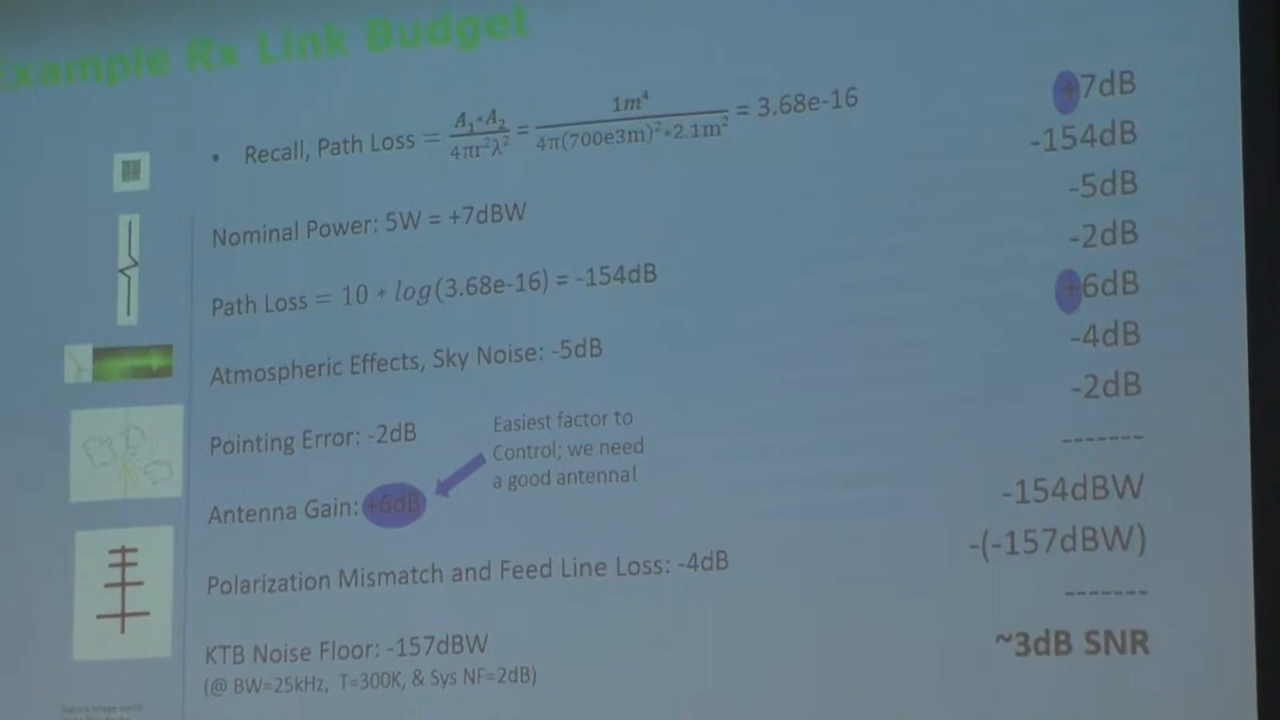 Example Rx Link Budget
• Recall, Path Loss = A₁*A₂/4πr²λ² = 1m⁴/4π(700e3m)²*2.1m² = 3.68e-16
Nominal Power: 5W = +7dBW
Path Loss = 10 * log(3.68e-16) = -154dB
Atmospheric Effects, Sky Noise: -5dB
Pointing Error: -2dB
Easiest factor to
Control; we need
a good antenna!
Antenna Gain: +6dB
Polarization Mismatch and Feed Line Loss: -4dB
KTB Noise Floor: -157dBW
(@ BW=25kHz, T=300K, & Sys NF=2dB)
+7dB
-154dB
-5dB
-2dB
+6dB
-4dB
-2dB
-------
-154dBW
-(-157dBW)
-------
~3dB SNR